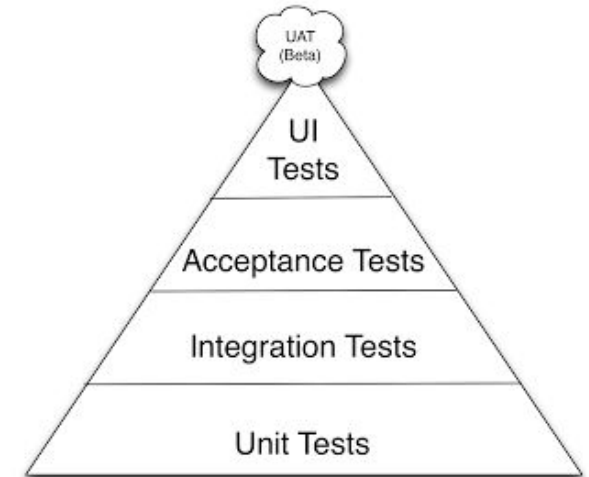 UAT
(Beta)
UI
Tests
Acceptance Tests
Integration Tests
Unit Tests